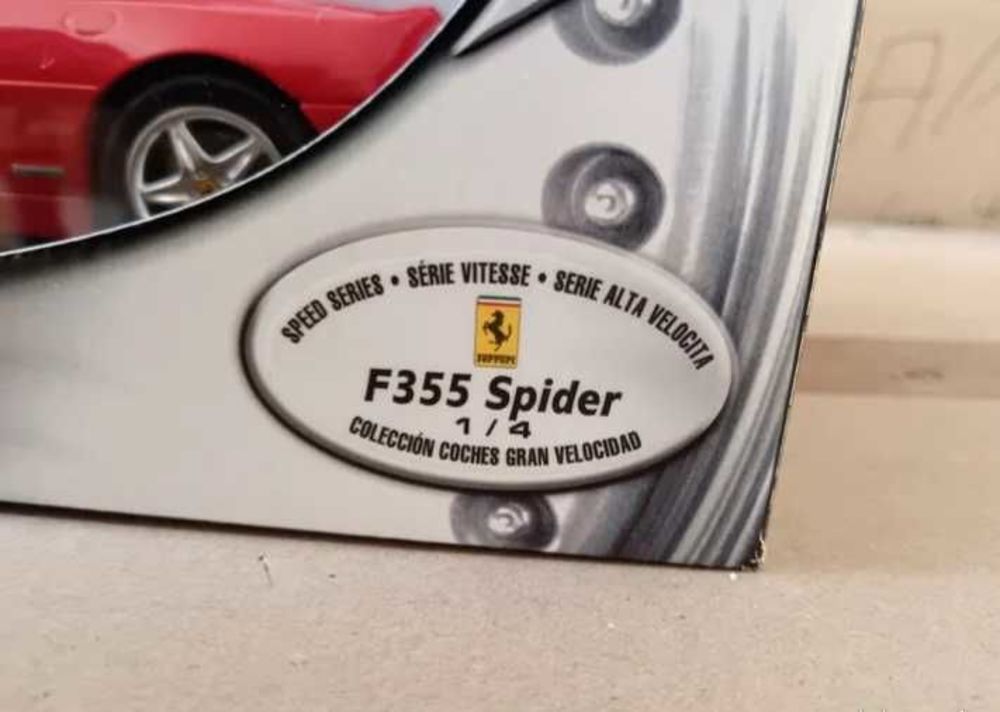 SPEED SERIES • SÉRIE VITESSE • SERIE ALTA VELOCITA
Ferrari
F355 Spider
1/4
COLECCIÓN COCHES GRAN VELOCIDAD